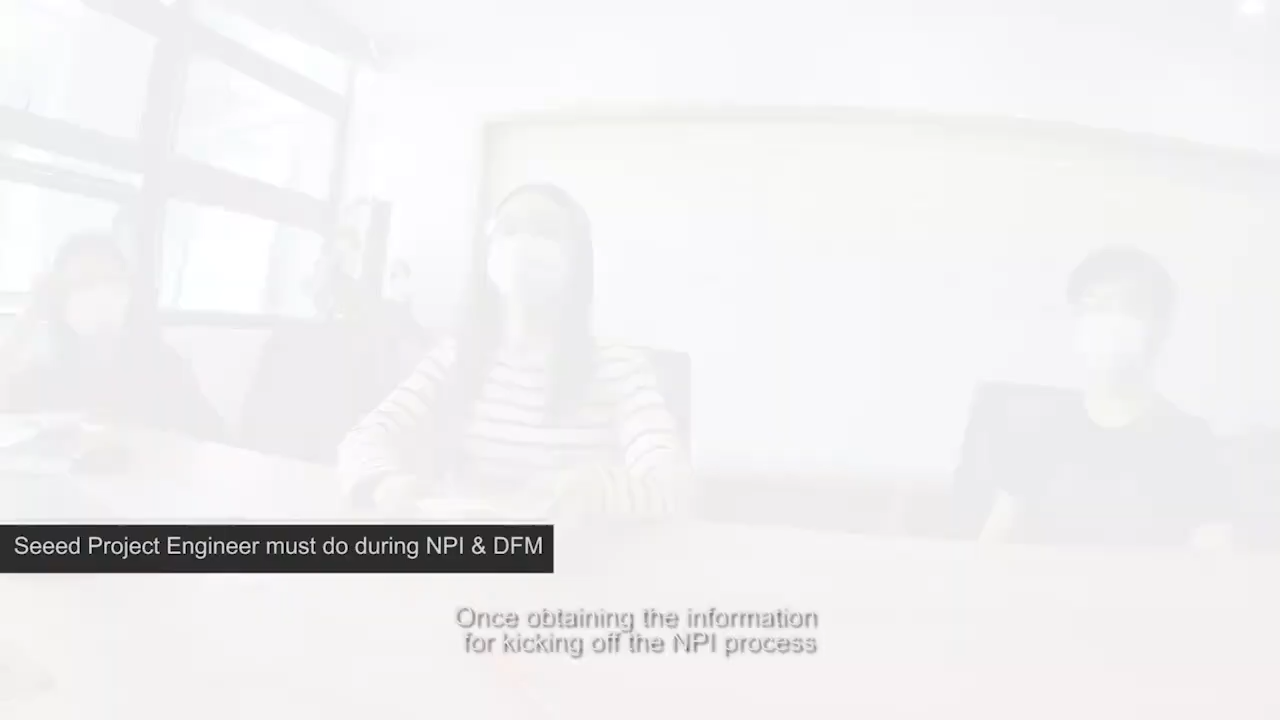 Seeed Project Engineer must do during NPI & DFM
Once obtaining the information
for kicking off the NPI process